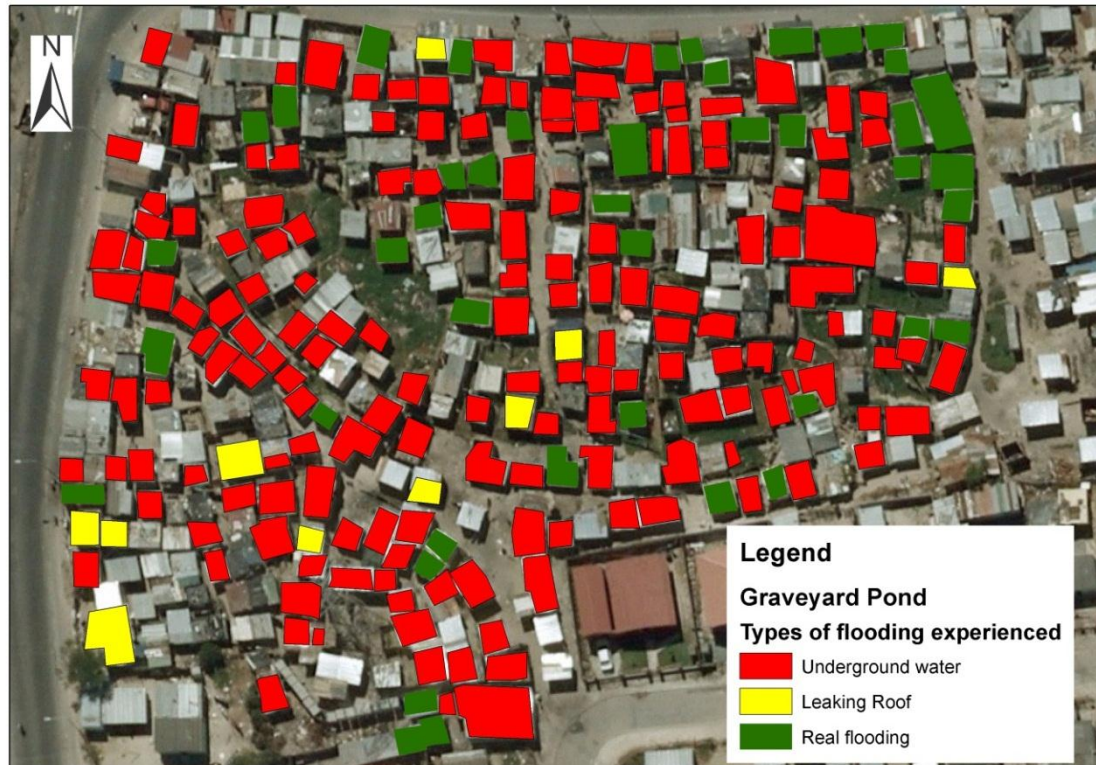 N
Legend
Graveyard Pond
Types of flooding experienced
Underground water
Leaking Roof
Real flooding